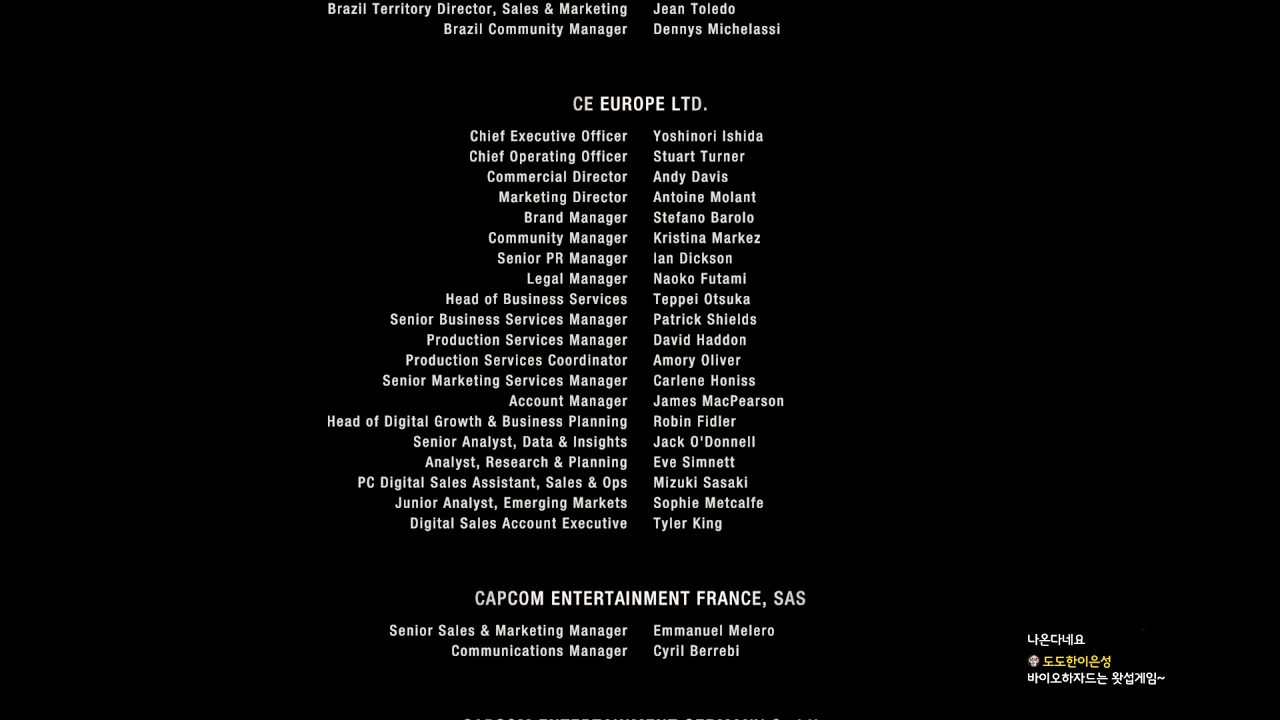 Brazil Territory Director, Sales & Marketing Jean Toledo
Brazil Community Manager Dennys Michelassi
CE EUROPE LTD.
Chief Executive Officer Yoshinori Ishida
Chief Operating Officer Stuart Turner
Commercial Director Andy Davis
Marketing Director Antoine Molant
Brand Manager Stefano Barolo
Community Manager Kristina Markez
Senior PR Manager Ian Dickson
Legal Manager Naoko Futami
Head of Business Services Teppei Otsuka
Senior Business Services Manager Patrick Shields
Production Services Manager David Haddon
Production Services Coordinator Amory Oliver
Senior Marketing Services Manager Carlene Honiss
Account Manager James MacPearson
Head of Digital Growth & Business Planning Robin Fidler
Senior Analyst, Data & Insights Jack O'Donnell
Analyst, Research & Planning Eve Simnett
PC Digital Sales Assistant, Sales & Ops Mizuki Sasaki
Junior Analyst, Emerging Markets Sophie Metcalfe
Digital Sales Account Executive Tyler King
CAPCOM ENTERTAINMENT FRANCE, SAS
Senior Sales & Marketing Manager Emmanuel Melero
Communications Manager Cyril Berrebi
나온다네요
도도한이은성
바이오하자드는 왓섭게임~